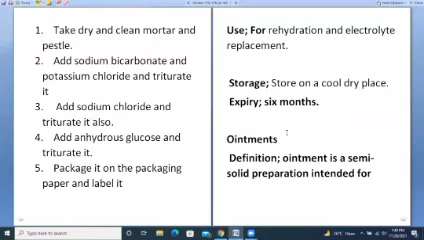 1. Take dry and clean mortar and
pestle.
2. Add sodium bicarbonate and
potassium chloride and triturate
it
3. Add sodium chloride and
triturate it also.
4. Add anhydrous glucose and
triturate it.
5. Package it on the packaging
paper and label it
Use; For rehydration and electrolyte
replacement.
Storage; Store on a cool dry place.
Expiry; six months.
Ointments
Definition; ointment is a semi-
solid preparation intended for
Type here to search